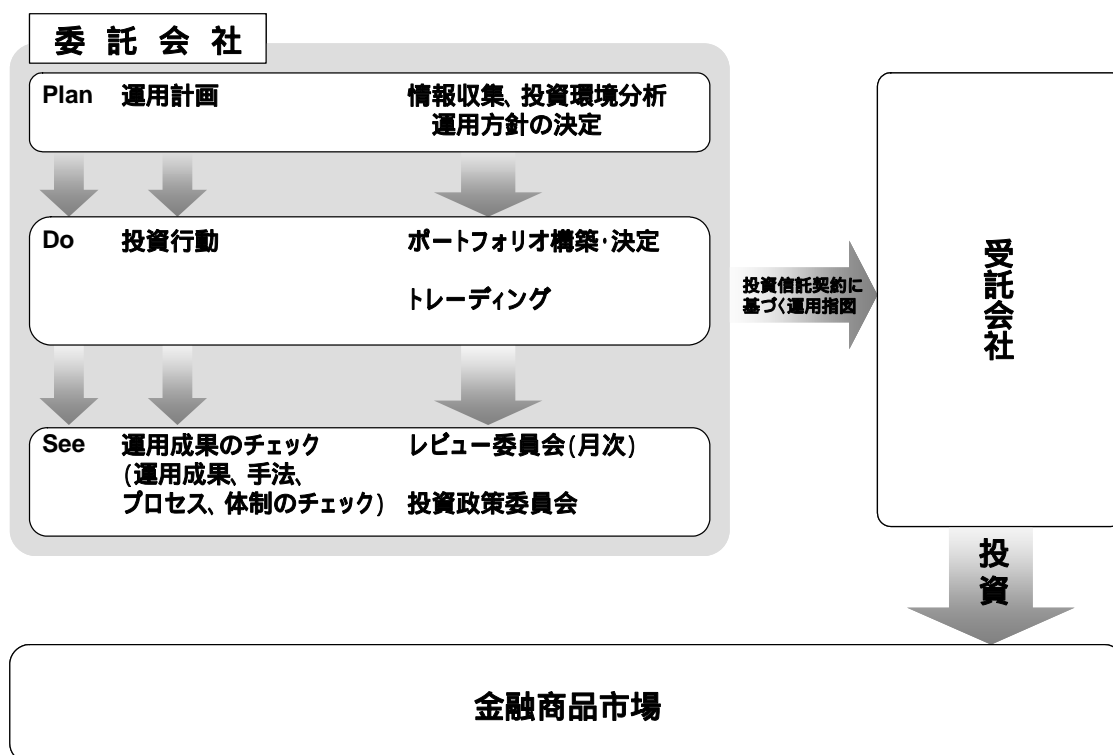 委託会社
Plan 運用計画 情報収集、投資環境分析
運用方針の決定
Do 投資行動 ポートフォリオ構築・決定
トレーディング
See 運用成果のチェック レビュー委員会(月次)
(運用成果、手法、
プロセス、体制のチェック) 投資政策委員会
投資信託契約に
基づく運用指図
受託会社
投資
金融商品市場